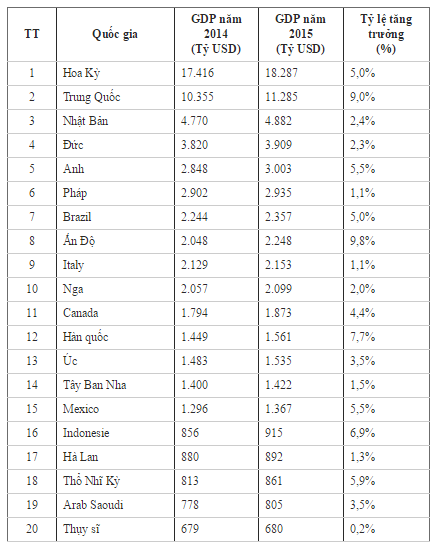 TT Quốc gia GDP năm 2014 (Tỷ USD) GDP năm 2015 (Tỷ USD) Tỷ lệ tăng trưởng (%)
1 Hoa Kỳ 17.416 18.287 5,0%
2 Trung Quốc 10.355 11.285 9,0%
3 Nhật Bản 4.770 4.882 2,4%
4 Đức 3.820 3.909 2,3%
5 Anh 2.848 3.003 5,5%
6 Pháp 2.902 2.935 1,1%
7 Brazil 2.244 2.357 5,0%
8 Ấn Độ 2.048 2.248 9,8%
9 Italy 2.129 2.153 1,1%
10 Nga 2.057 2.099 2,0%
11 Canada 1.794 1.873 4,4%
12 Hàn quốc 1.449 1.561 7,7%
13 Úc 1.483 1.535 3,5%
14 Tây Ban Nha 1.400 1.422 1,5%
15 Mexico 1.296 1.367 5,5%
16 Indonesie 856 915 6,9%
17 Hà Lan 880 892 1,3%
18 Thổ Nhĩ Kỳ 813 861 5,9%
19 Arab Saoudi 778 805 3,5%
20 Thụy sĩ 679 680 0,2%